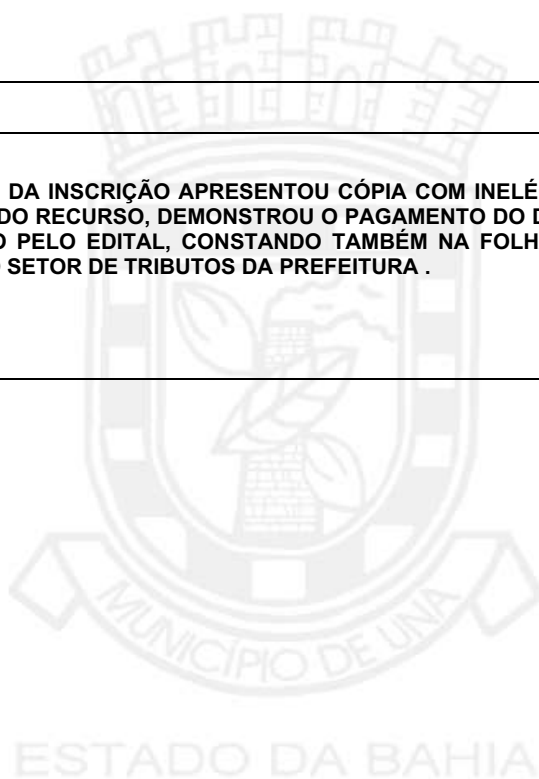 DA INSCRIÇÃO APRESENTOU CÓPIA COM INELÉ
DO RECURSO, DEMONSTROU O PAGAMENTO DO D
O PELO EDITAL, CONSTANDO TAMBÉM NA FOLH
SETOR DE TRIBUTOS DA PREFEITURA .
MUNICÍPIO DE UNA
ESTADO DA BAHIA